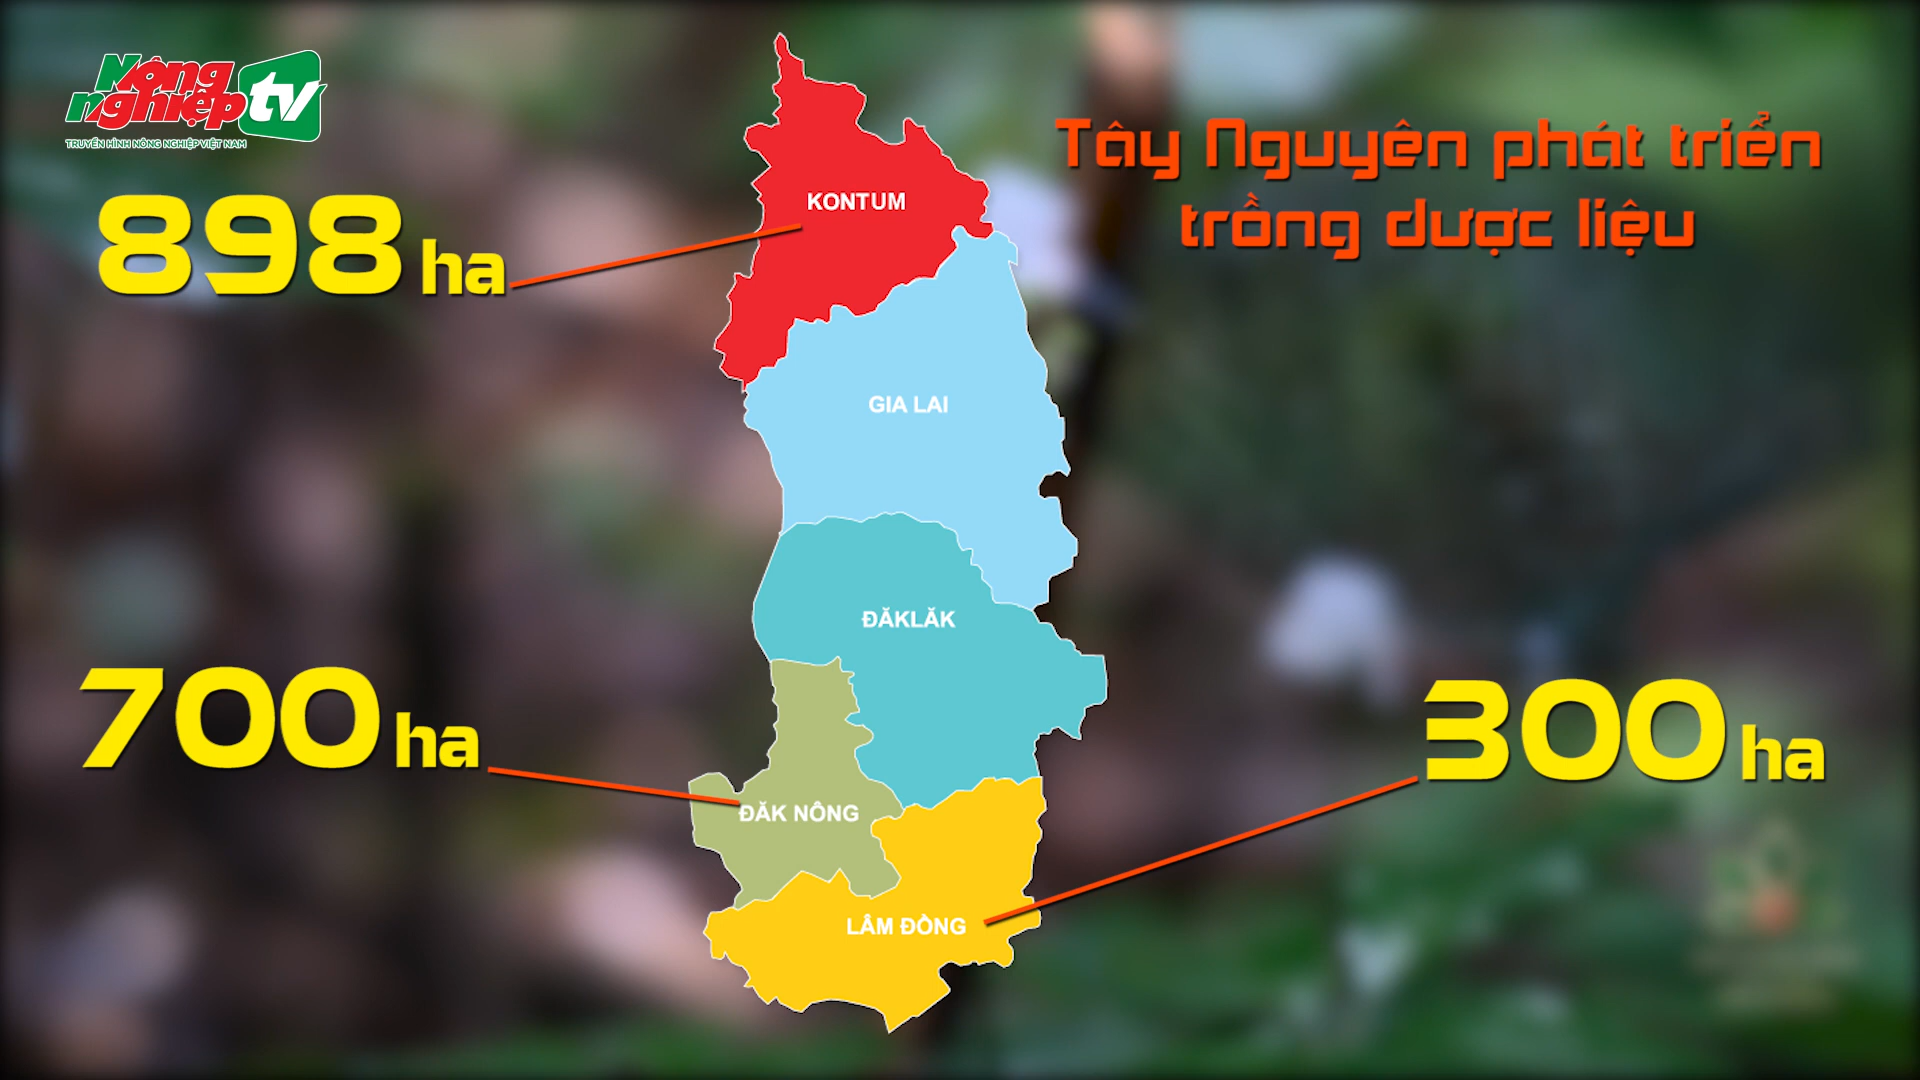 Nông
nghiệp tv
TRUYỀN HÌNH NÔNG NGHIỆP VIỆT NAM
Tây Nguyên phát triển
trồng dược liệu
898 ha
KONTUM
GIA LAI
ĐĂKLĂK
700 ha
300 ha
ĐĂK NÔNG
LÂM ĐỒNG